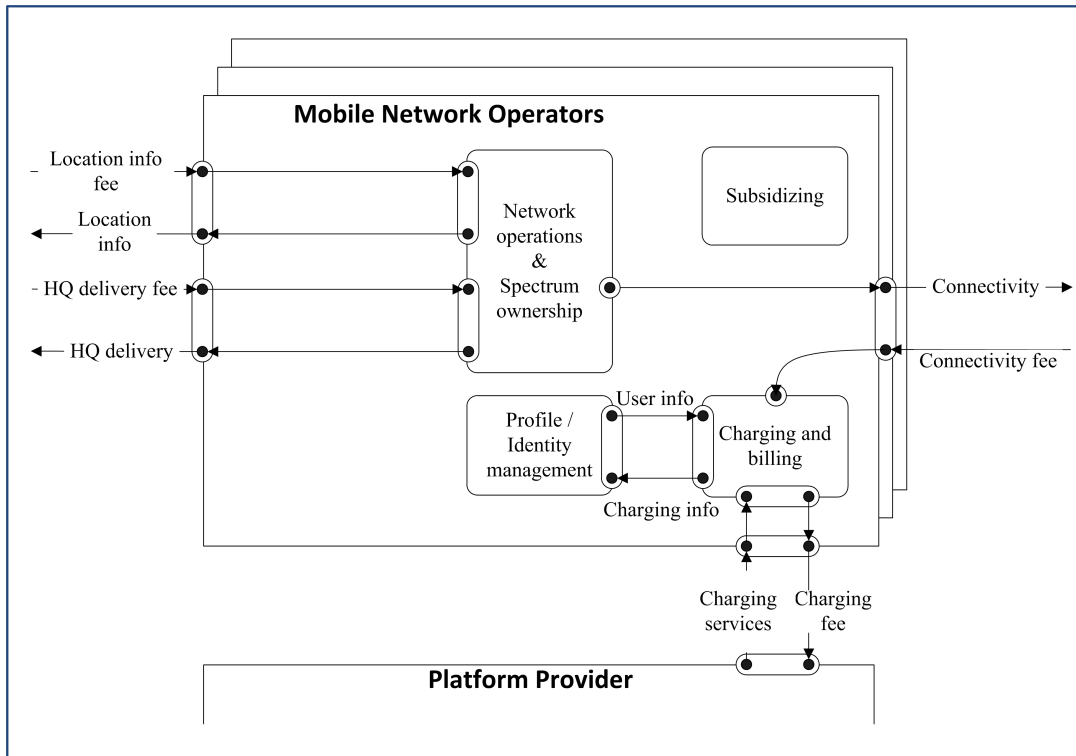 Mobile Network Operators
Location info
fee
Location
info
HQ delivery fee
HQ delivery
Network
operations
&
Spectrum
ownership
Subsidizing
Connectivity
Connectivity fee
Profile /
Identity
management
User info
Charging info
Charging and
billing
Charging
services
Charging
fee
Platform Provider